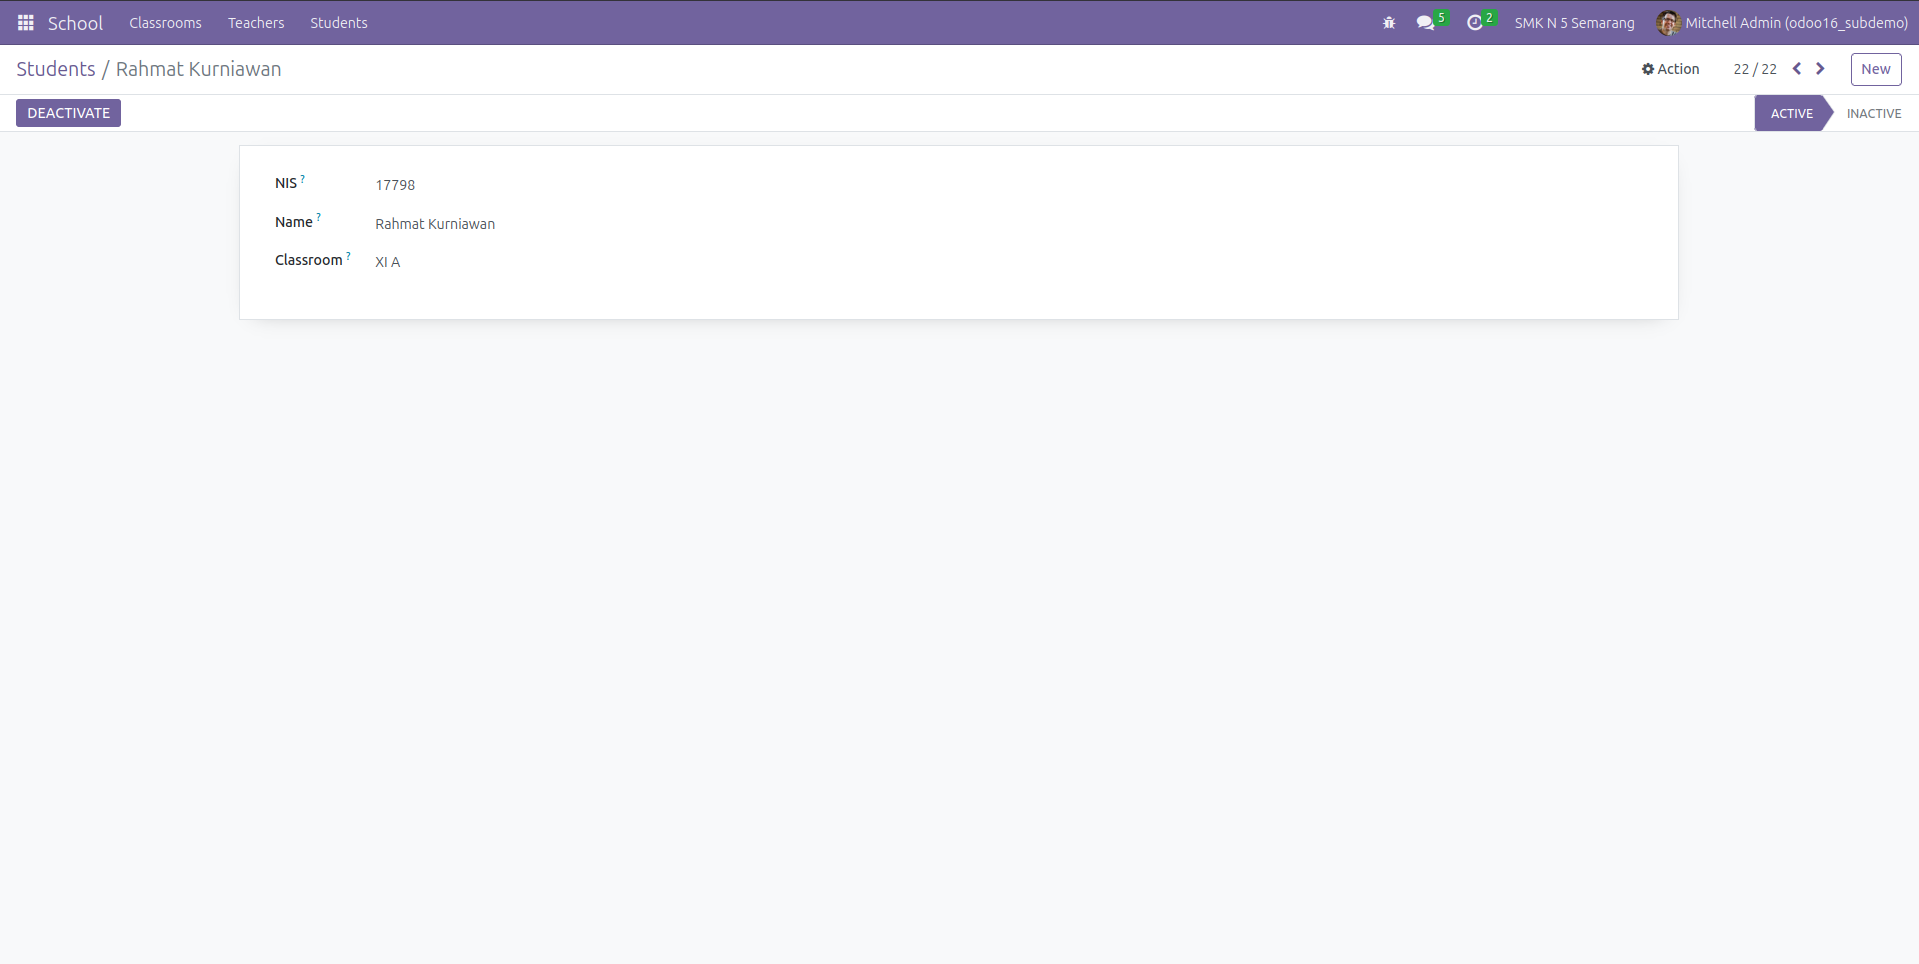 School Classrooms Teachers Students 5 2 SMK N 5 Semarang Mitchell Admin (odoo16_subdemo)
Students / Rahmat Kurniawan Action 22 / 22 New
DEACTIVATE ACTIVE INACTIVE
NIS ? 17798
Name ? Rahmat Kurniawan
Classroom ? XI A